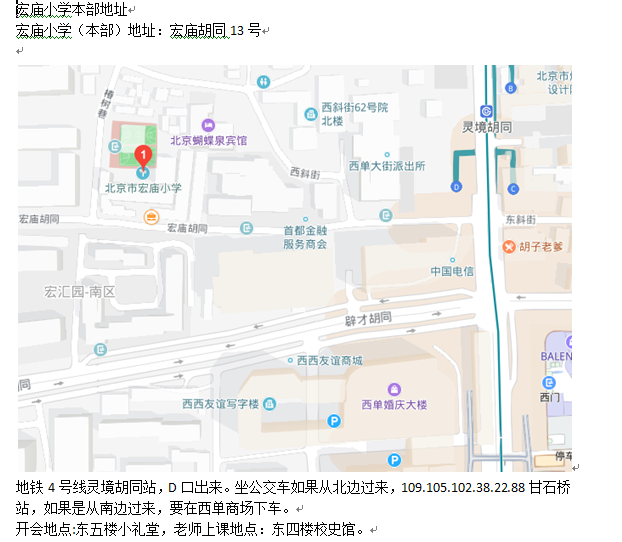 宏庙小学本部地址
宏庙小学（本部）地址：宏庙胡同 13 号
椿树巷
西斜街62号院
北楼
灵境胡同
B
北京蝴蝶泉宾馆
1
西单大街派出所
北京市宏庙小学
西斜街
D
C
宏庙胡同
宏庙胡同
首都金融
服务商会
东斜街
胡子老爹
中国电信
宏汇园-南区
辟才胡同
西西友谊商城
BALEN
西西友谊写字楼
西单婚庆大楼
西门
P
P
停车
地铁 4 号线灵境胡同站，D 口出来。坐公交车如果从北边过来，109.105.102.38.22.88 甘石桥
站，如果是从南边过来，要在西单商场下车。
开会地点:东五楼小礼堂，老师上课地点：东四楼校史馆。